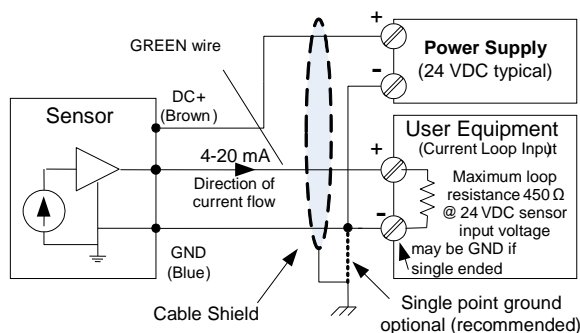 +
Power Supply
(24 VDC typical)
-
GREEN wire
Sensor
DC+
(Brown)
4-20 mA
Direction of
current flow
GND
(Blue)
User Equipment
(Current Loop Input)
+
Maximum loop
resistance 450 Ω
@ 24 VDC sensor
input voltage
-
may be GND if
single ended
Cable Shield
Single point ground
optional (recommended)